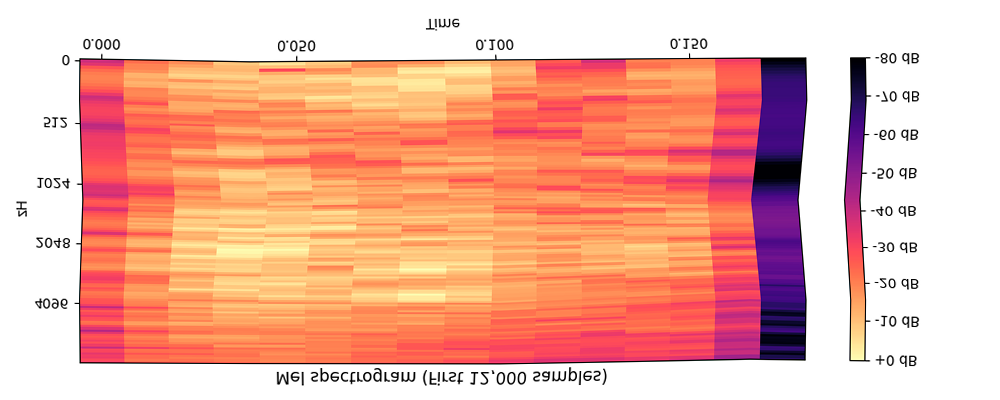 Time
0.000 0.050 0.100 0.150
0
512
1024
2048
4096
Hz
-80 dB
-70 dB
-60 dB
-50 dB
-40 dB
-30 dB
-20 dB
-10 dB
+0 dB
Mel spectrogram (First 12,000 samples)